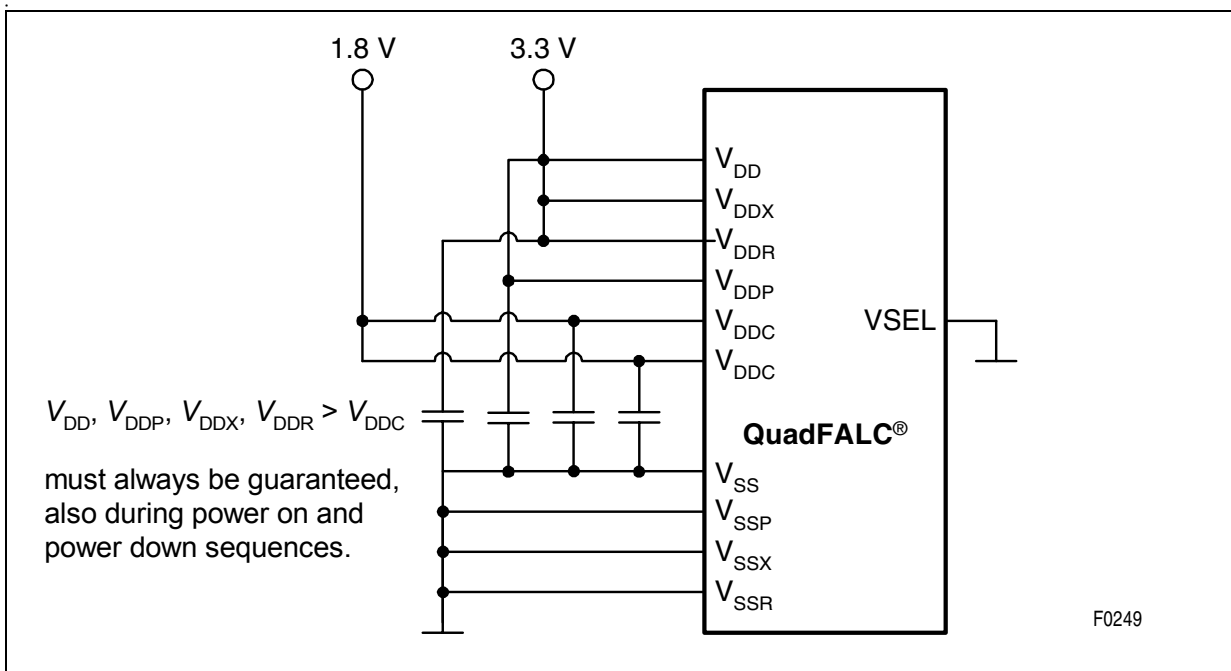 1.8 V
3.3 V
VDD
VDDX
VDDR
VDDP
VDDC
VSEL
VDDC
VDD, VDDP, VDDX, VDDR > VDDC
QuadFALC®
must always be guaranteed,
also during power on and
power down sequences.
VSS
VSSP
VSSX
VSSR
F0249